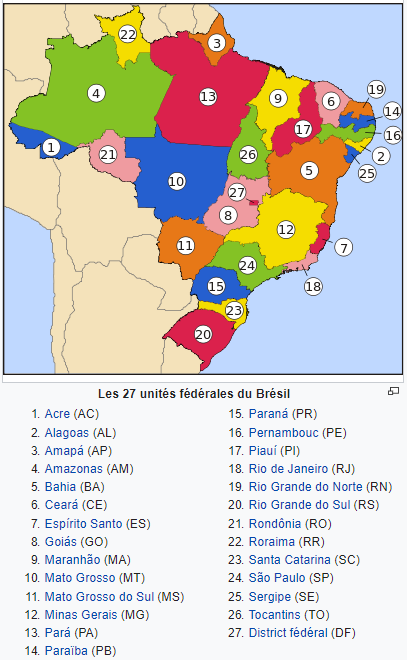 22
3
4
13
9
6
19
14
16
17
1
21
26
2
25
5
10
27
8
12
7
11
24
18
15
23
20
Les 27 unités fédérales du Brésil
1. Acre (AC)
2. Alagoas (AL)
3. Amapá (AP)
4. Amazonas (AM)
5. Bahia (BA)
6. Ceará (CE)
7. Espírito Santo (ES)
8. Goiás (GO)
9. Maranhão (MA)
10. Mato Grosso (MT)
11. Mato Grosso do Sul (MS)
12. Minas Gerais (MG)
13. Pará (PA)
14. Paraïba (PB)
15. Paraná (PR)
16. Pernambouc (PE)
17. Piauí (PI)
18. Rio de Janeiro (RJ)
19. Rio Grande do Norte (RN)
20. Rio Grande do Sul (RS)
21. Rondônia (RO)
22. Roraima (RR)
23. Santa Catarina (SC)
24. São Paulo (SP)
25. Sergipe (SE)
26. Tocantins (TO)
27. District fédéral (DF)